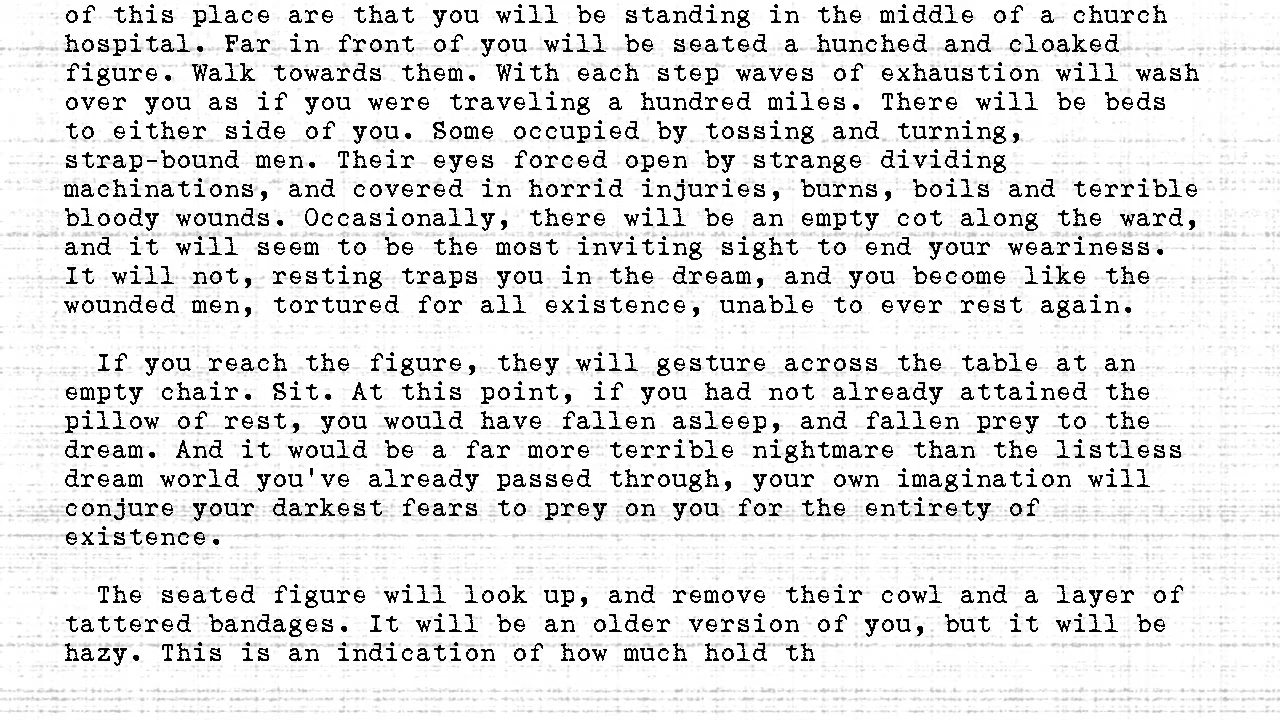 of this place are that you will be standing in the middle of a church
hospital. Far in front of you will be seated a hunched and cloaked
figure. Walk towards them. With each step waves of exhaustion will wash
over you as if you were traveling a hundred miles. There will be beds
to either side of you. Some occupied by tossing and turning,
strap-bound men. Their eyes forced open by strange dividing
machinations, and covered in horrid injuries, burns, boils and terrible
bloody wounds. Occasionally, there will be an empty cot along the ward,
and it will seem to be the most inviting sight to end your weariness.
It will not, resting traps you in the dream, and you become like the
wounded men, tortured for all existence, unable to ever rest again.
If you reach the figure, they will gesture across the table at an
empty chair. Sit. At this point, if you had not already attained the
pillow of rest, you would have fallen asleep, and fallen prey to the
dream. And it would be a far more terrible nightmare than the listless
dream world you've already passed through, your own imagination will
conjure your darkest fears to prey on you for the entirety of
existence.
The seated figure will look up, and remove their cowl and a layer of
tattered bandages. It will be an older version of you, but it will be
hazy. This is an indication of how much hold th